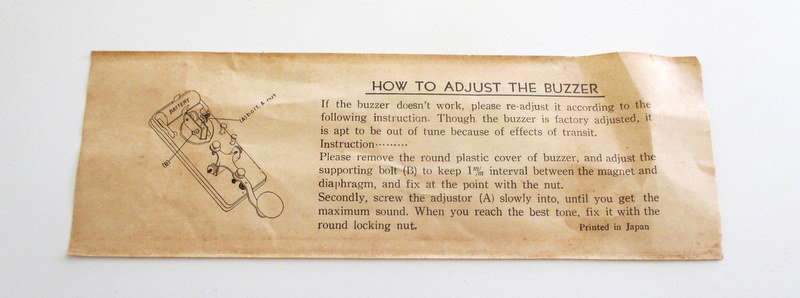 HOW TO ADJUST THE BUZZER
If the buzzer doesn't work, please re-adjust it according to the
following instruction. Though the buzzer is factory adjusted, it
is apt to be out of tune because of effects of transit.
Instruction·········
Please remove the round plastic cover of buzzer, and adjust the
supporting bolt (B) to keep 1㎜ interval between the magnet and
diaphragm, and fix at the point with the nut.
Secondly, screw the adjustor (A) slowly into, until you get the
maximum sound. When you reach the best tone, fix it with the
round locking nut.
Printed in Japan
BATTERY
(A) BOLT & NUT
(B)